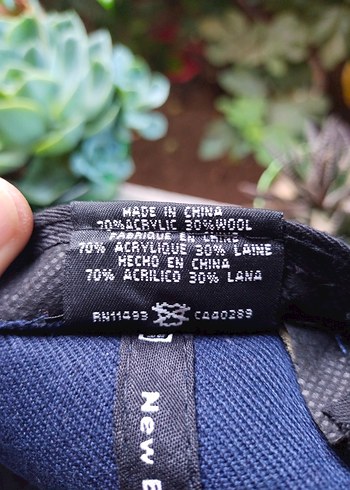 MADE IN CHINA
70%ACRYLIC 30%WOOL
FABRIQUE EN CHINE
70% ACRYLIQUE 30% LAINE
HECHO EN CHINA
70% ACRILICO 30% LANA
RN11493 CA40289
New E